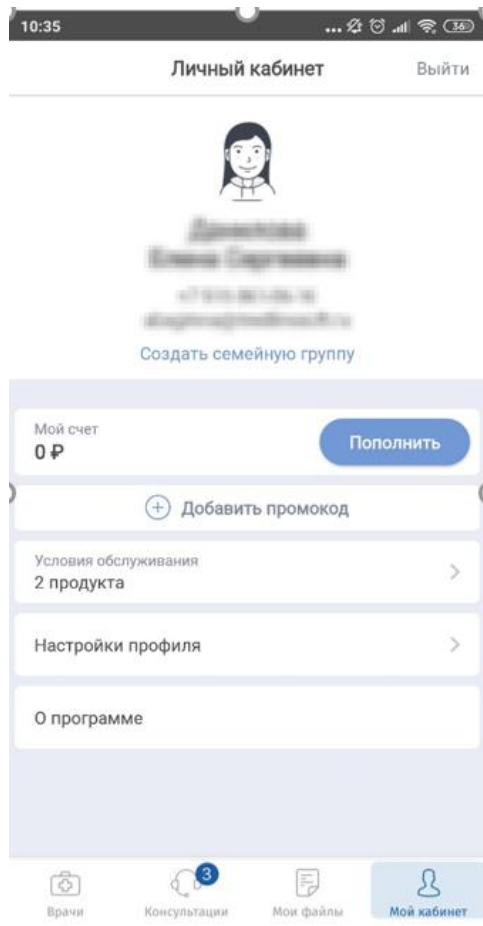 10:35
36
Личный кабинет
Выйти
Создать семейную группу
Мой счет
0 ₽
Пополнить
Добавить промокод
Условия обслуживания
2 продукта
Настройки профиля
О программе
3
Врачи
Консультации
Мои файлы
Мой кабинет